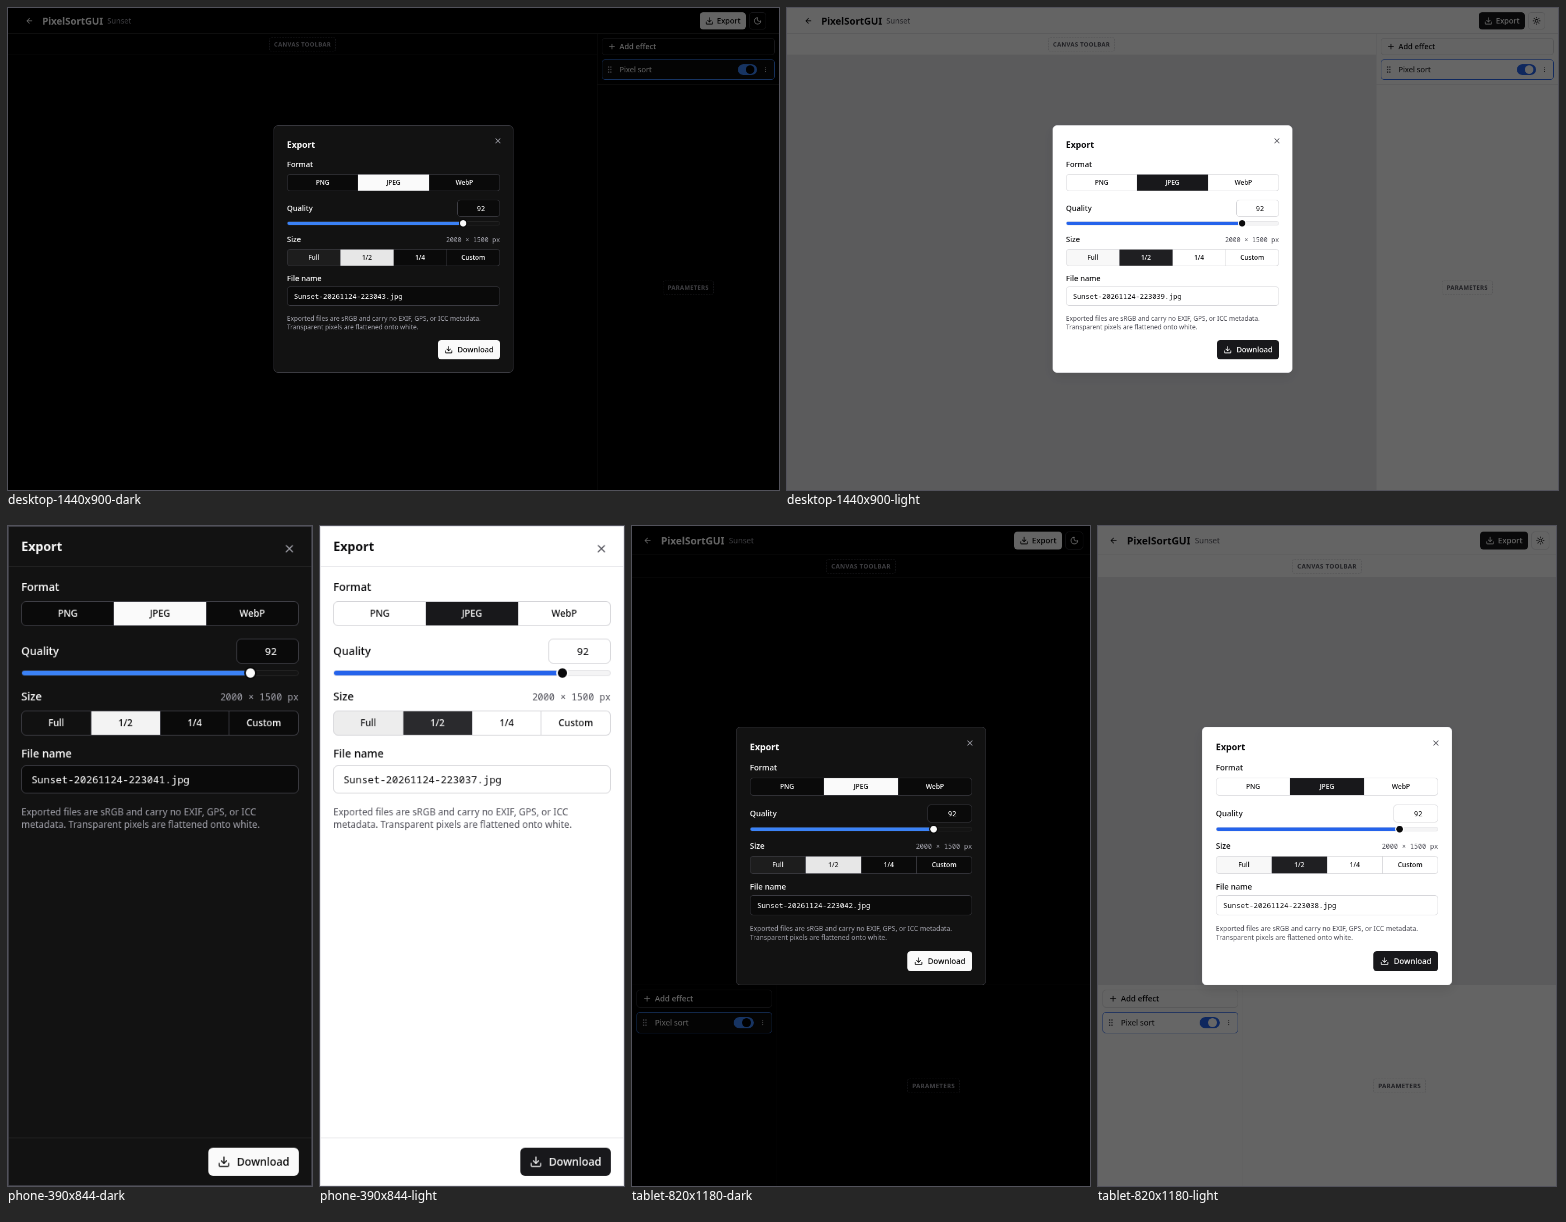 PixelSortGUI Sunset
Export
CANVAS TOOLBAR
Add effect
Pixel sort
Export
Format
PNG JPEG WebP
Quality 92
Size 2000 × 1500 px
Full 1/2 1/4 Custom
File name
Sunset-20261124-223043.jpg
Exported files are sRGB and carry no EXIF, GPS, or ICC metadata.
Transparent pixels are flattened onto white.
Download
PARAMETERS
desktop-1440x900-dark
PixelSortGUI Sunset
Export
CANVAS TOOLBAR
Add effect
Pixel sort
Export
Format
PNG JPEG WebP
Quality 92
Size 2000 × 1500 px
Full 1/2 1/4 Custom
File name
Sunset-20261124-223039.jpg
Exported files are sRGB and carry no EXIF, GPS, or ICC metadata.
Transparent pixels are flattened onto white.
Download
PARAMETERS
desktop-1440x900-light
Export
Format
PNG JPEG WebP
Quality 92
Size 2000 × 1500 px
Full 1/2 1/4 Custom
File name
Sunset-20261124-223041.jpg
Exported files are sRGB and carry no EXIF, GPS, or ICC
metadata. Transparent pixels are flattened onto white.
Download
phone-390x844-dark
Export
Format
PNG JPEG WebP
Quality 92
Size 2000 × 1500 px
Full 1/2 1/4 Custom
File name
Sunset-20261124-223037.jpg
Exported files are sRGB and carry no EXIF, GPS, or ICC
metadata. Transparent pixels are flattened onto white.
Download
phone-390x844-light
PixelSortGUI Sunset
Export
CANVAS TOOLBAR
Export
Format
PNG JPEG WebP
Quality 92
Size 2000 × 1500 px
Full 1/2 1/4 Custom
File name
Sunset-20261124-223042.jpg
Exported files are sRGB and carry no EXIF, GPS, or ICC metadata.
Transparent pixels are flattened onto white.
Download
Add effect
Pixel sort
PARAMETERS
tablet-820x1180-dark
PixelSortGUI Sunset
Export
CANVAS TOOLBAR
Export
Format
PNG JPEG WebP
Quality 92
Size 2000 × 1500 px
Full 1/2 1/4 Custom
File name
Sunset-20261124-223038.jpg
Exported files are sRGB and carry no EXIF, GPS, or ICC metadata.
Transparent pixels are flattened onto white.
Download
Add effect
Pixel sort
PARAMETERS
tablet-820x1180-light